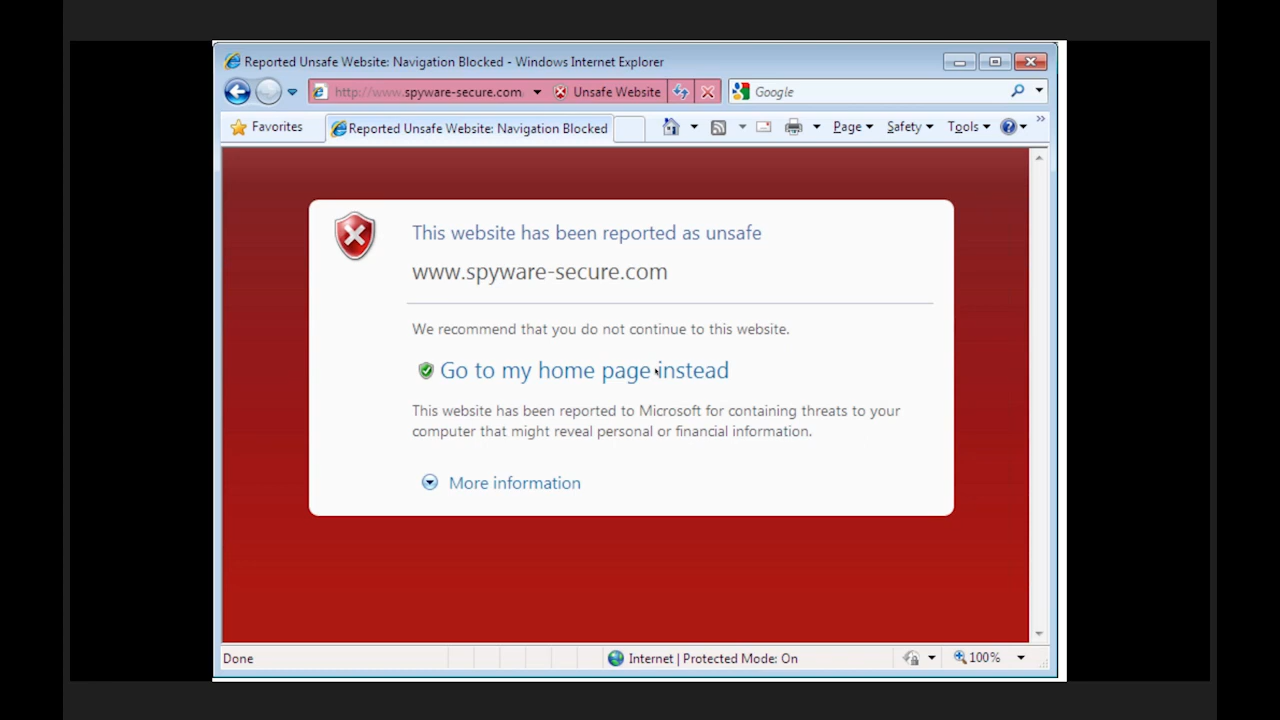 Reported Unsafe Website: Navigation Blocked - Windows Internet Explorer
http://www.spyware-secure.com Unsafe Website Google
Favorites Reported Unsafe Website: Navigation Blocked Page Safety Tools »
This website has been reported as unsafe
www.spyware-secure.com
We recommend that you do not continue to this website.
Go to my home page instead
This website has been reported to Microsoft for containing threats to your
computer that might reveal personal or financial information.
More information
Done Internet | Protected Mode: On 100%